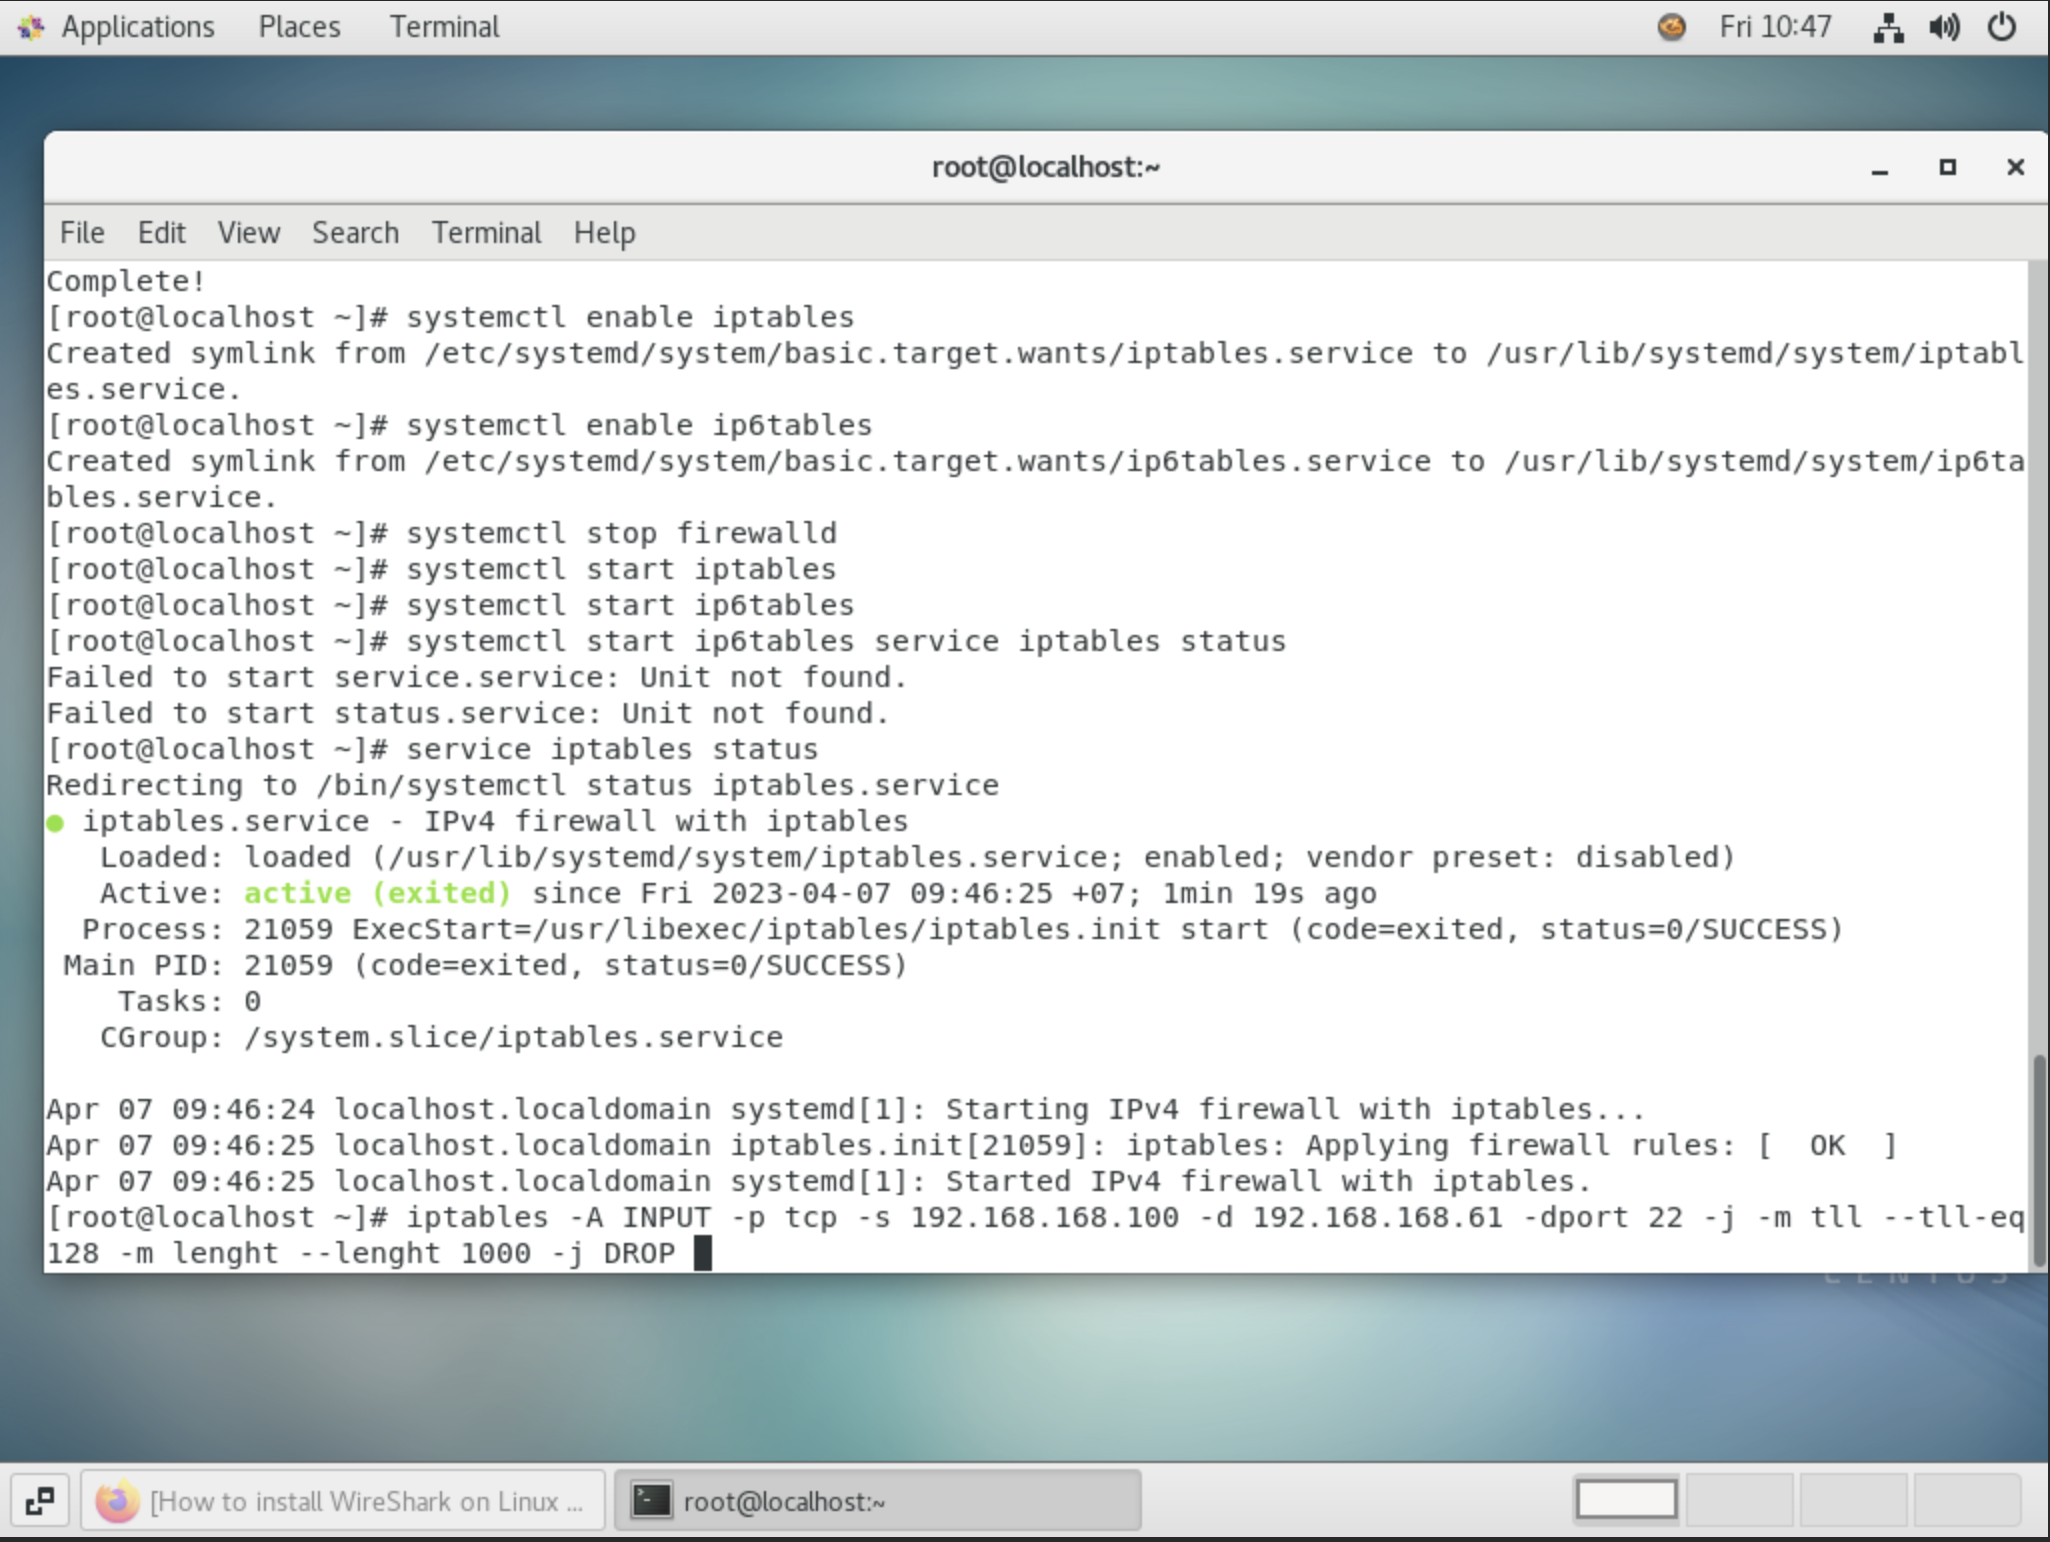 Applications Places Terminal Fri 10:47
root@localhost:~
File Edit View Search Terminal Help
Complete!
[root@localhost ~]# systemctl enable iptables
Created symlink from /etc/systemd/system/basic.target.wants/iptables.service to /usr/lib/systemd/system/iptabl
es.service.
[root@localhost ~]# systemctl enable ip6tables
Created symlink from /etc/systemd/system/basic.target.wants/ip6tables.service to /usr/lib/systemd/system/ip6ta
bles.service.
[root@localhost ~]# systemctl stop firewalld
[root@localhost ~]# systemctl start iptables
[root@localhost ~]# systemctl start ip6tables
[root@localhost ~]# systemctl start ip6tables service iptables status
Failed to start service.service: Unit not found.
Failed to start status.service: Unit not found.
[root@localhost ~]# service iptables status
Redirecting to /bin/systemctl status iptables.service
● iptables.service - IPv4 firewall with iptables
   Loaded: loaded (/usr/lib/systemd/system/iptables.service; enabled; vendor preset: disabled)
   Active: active (exited) since Fri 2023-04-07 09:46:25 +07; 1min 19s ago
  Process: 21059 ExecStart=/usr/libexec/iptables/iptables.init start (code=exited, status=0/SUCCESS)
 Main PID: 21059 (code=exited, status=0/SUCCESS)
    Tasks: 0
   CGroup: /system.slice/iptables.service
Apr 07 09:46:24 localhost.localdomain systemd[1]: Starting IPv4 firewall with iptables...
Apr 07 09:46:25 localhost.localdomain iptables.init[21059]: iptables: Applying firewall rules: [  OK  ]
Apr 07 09:46:25 localhost.localdomain systemd[1]: Started IPv4 firewall with iptables.
[root@localhost ~]# iptables -A INPUT -p tcp -s 192.168.168.100 -d 192.168.168.61 -dport 22 -j -m tll --tll-eq
128 -m lenght --lenght 1000 -j DROP
CENTOS
[How to install WireShark on Linux ... root@localhost:~